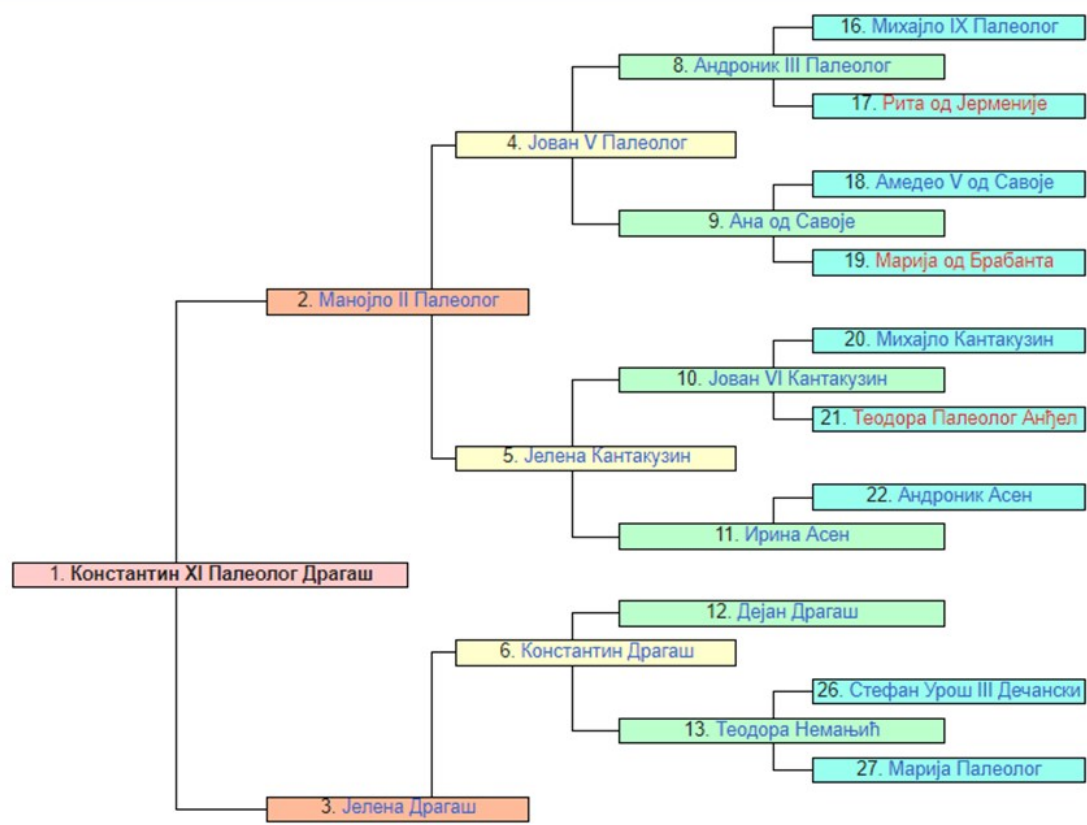 16. Михајло IX Палеолог
8. Андроник III Палеолог
17. Рита од Јерменије
4. Јован V Палеолог
18. Амедео V од Савоје
9. Ана од Савоје
19. Марија од Брабанта
2. Манојло II Палеолог
20. Михајло Кантакузин
10. Јован VI Кантакузин
21. Теодора Палеолог Анђел
5. Јелена Кантакузин
22. Андроник Асен
11. Ирина Асен
1. Константин XI Палеолог Драгаш
12. Дејан Драгаш
6. Константин Драгаш
26. Стефан Урош III Дечански
13. Теодора Немањић
27. Марија Палеолог
3. Јелена Драгаш